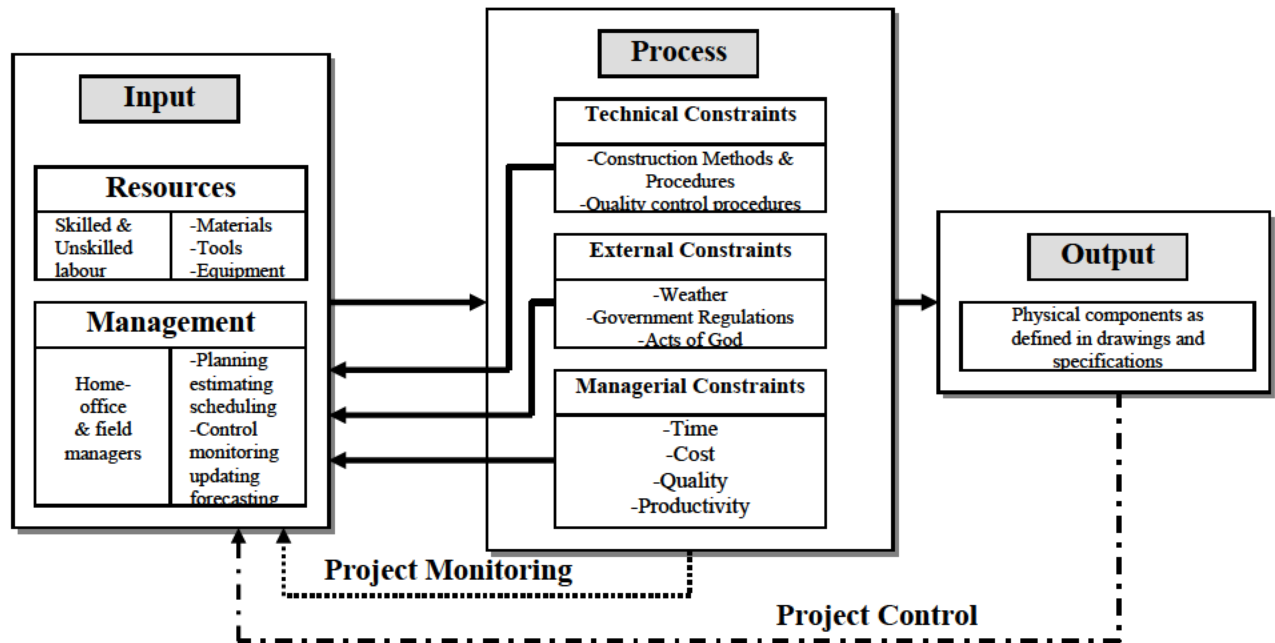 Input
Resources
Skilled &
Unskilled
labour
-Materials
-Tools
-Equipment
Management
Home-
office
& field
managers
-Planning
estimating
scheduling
-Control
monitoring
updating
forecasting
Process
Technical Constraints
-Construction Methods &
Procedures
-Quality control procedures
External Constraints
-Weather
-Government Regulations
-Acts of God
Managerial Constraints
-Time
-Cost
-Quality
-Productivity
Output
Physical components as
defined in drawings and
specifications
Project Monitoring
Project Control